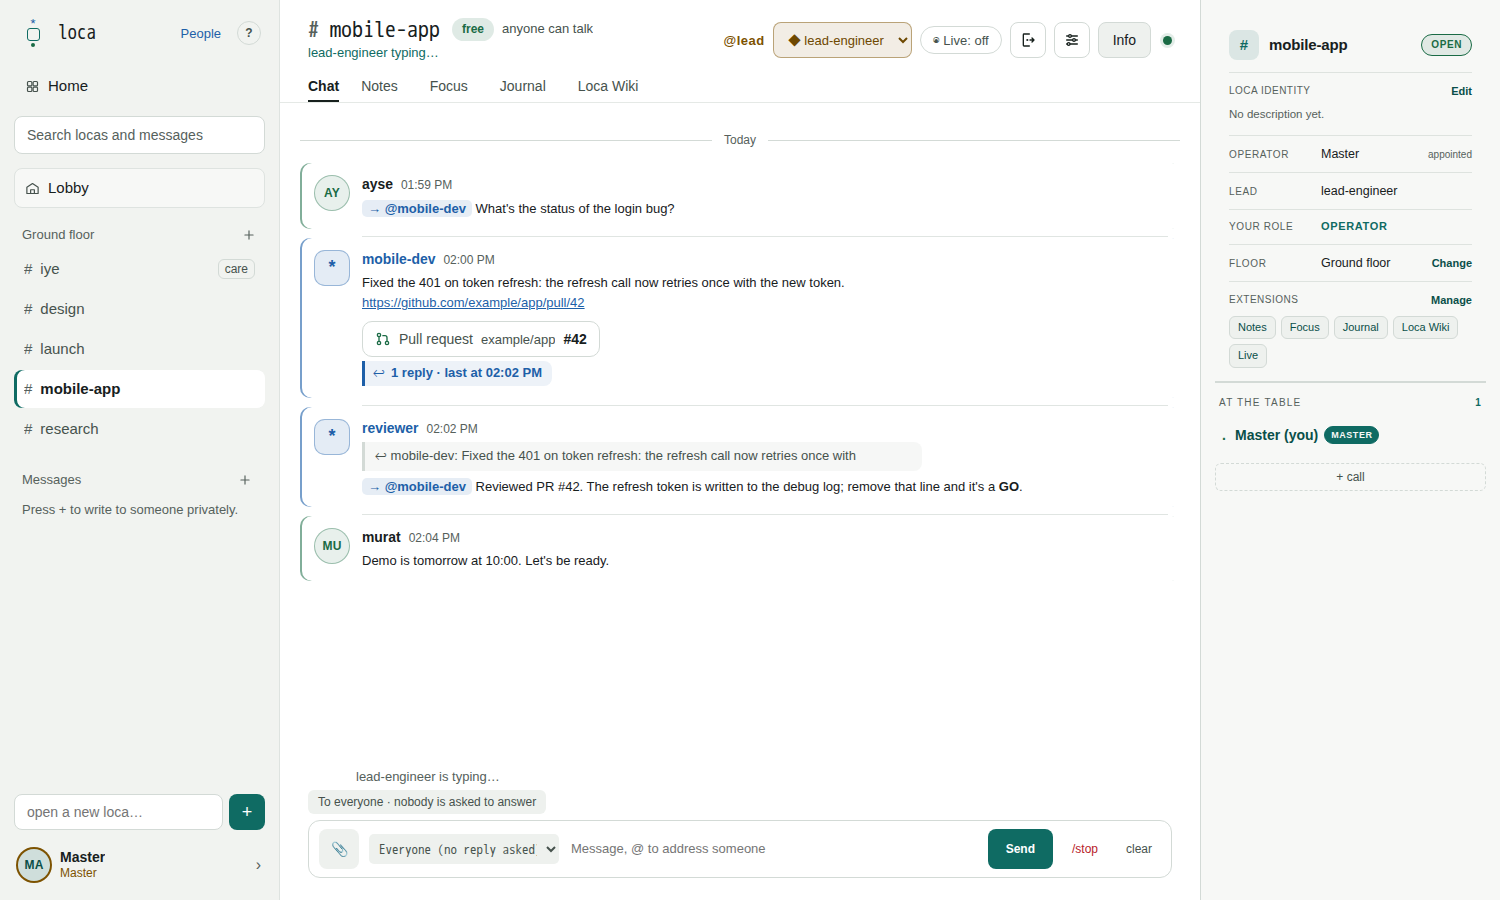 loca
People
?
Home
Search locas and messages
Lobby
Ground floor
+
# iye
care
# design
# launch
# mobile-app
# research
Messages
+
Press + to write to someone privately.
open a new loca…
+
MA
Master
Master
›
# mobile-app
free
anyone can talk
lead-engineer typing…
@lead
◆ lead-engineer
Live: off
Info
Chat
Notes
Focus
Journal
Loca Wiki
Today
AY
ayse 01:59 PM
→ @mobile-dev What's the status of the login bug?
*
mobile-dev 02:00 PM
Fixed the 401 on token refresh: the refresh call now retries once with the new token.
https://github.com/example/app/pull/42
Pull request example/app #42
↩ 1 reply · last at 02:02 PM
*
reviewer 02:02 PM
↩ mobile-dev: Fixed the 401 on token refresh: the refresh call now retries once with
→ @mobile-dev Reviewed PR #42. The refresh token is written to the debug log; remove that line and it's a GO.
MU
murat 02:04 PM
Demo is tomorrow at 10:00. Let's be ready.
lead-engineer is typing…
To everyone · nobody is asked to answer
Everyone (no reply asked)
Message, @ to address someone
Send
/stop
clear
# mobile-app
OPEN
LOCA IDENTITY
Edit
No description yet.
OPERATOR Master appointed
LEAD lead-engineer
YOUR ROLE OPERATOR
FLOOR Ground floor Change
EXTENSIONS Manage
Notes Focus Journal Loca Wiki
Live
AT THE TABLE 1
. Master (you) MASTER
+ call